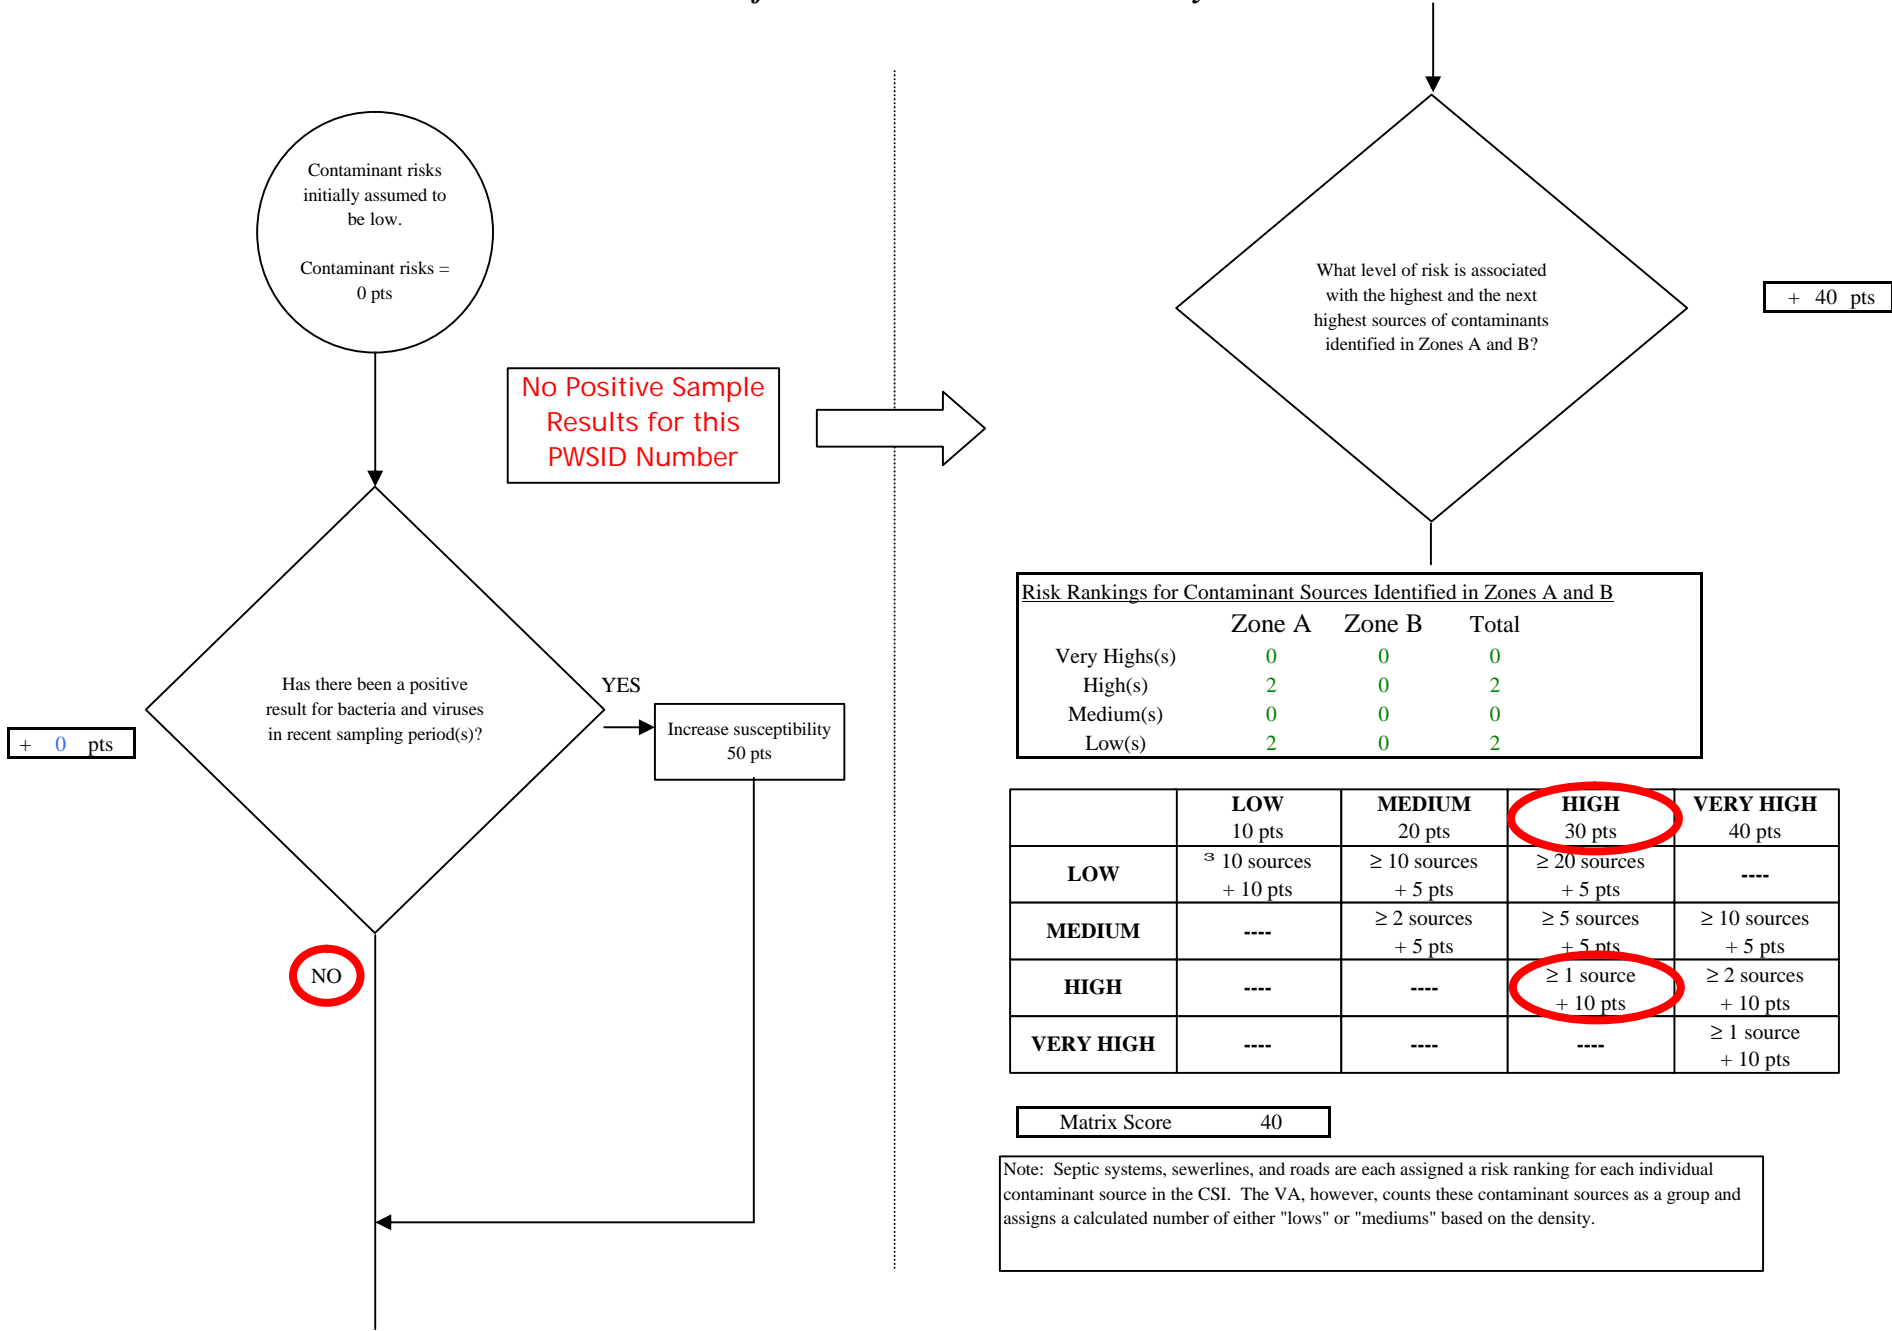 Contaminant risks
initially assumed to
be low.
Contaminant risks =
0 pts
No Positive Sample
Results for this
PWSID Number
Has there been a positive
result for bacteria and viruses
in recent sampling period(s)?
YES
+ 0 pts
Increase susceptibility
50 pts
NO
What level of risk is associated
with the highest and the next
highest sources of contaminants
identified in Zones A and B?
+ 40 pts
Risk Rankings for Contaminant Sources Identified in Zones A and B
Zone A Zone B Total
Very Highs(s) 0 0 0
High(s) 2 0 2
Medium(s) 0 0 0
Low(s) 2 0 2
LOW MEDIUM HIGH VERY HIGH
10 pts 20 pts 30 pts 40 pts
LOW ³ 10 sources ≥ 10 sources ≥ 20 sources ----
+ 10 pts + 5 pts + 5 pts
MEDIUM ---- ≥ 2 sources ≥ 5 sources ≥ 10 sources
+ 5 pts + 5 pts + 5 pts
HIGH ---- ---- ≥ 1 source ≥ 2 sources
+ 10 pts + 10 pts
VERY HIGH ---- ---- ---- ≥ 1 source
+ 10 pts
Matrix Score 40
Note: Septic systems, sewerlines, and roads are each assigned a risk ranking for each individual
contaminant source in the CSI. The VA, however, counts these contaminant sources as a group and
assigns a calculated number of either "lows" or "mediums" based on the density.